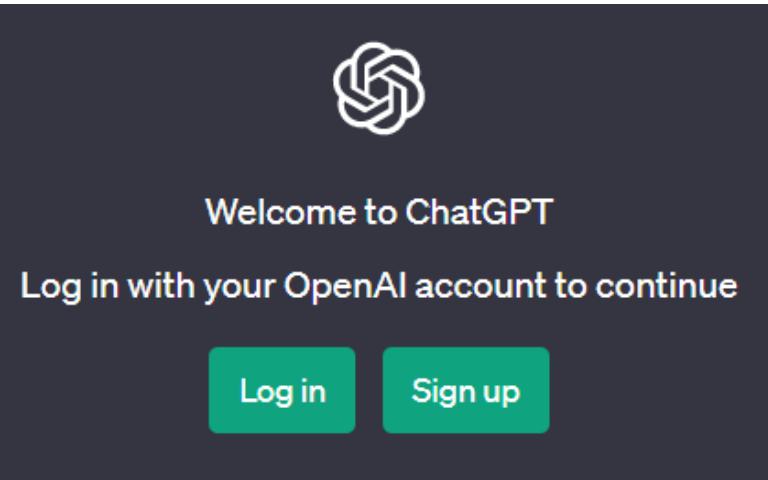 Welcome to ChatGPT
Log in with your OpenAI account to continue
Log in Sign up